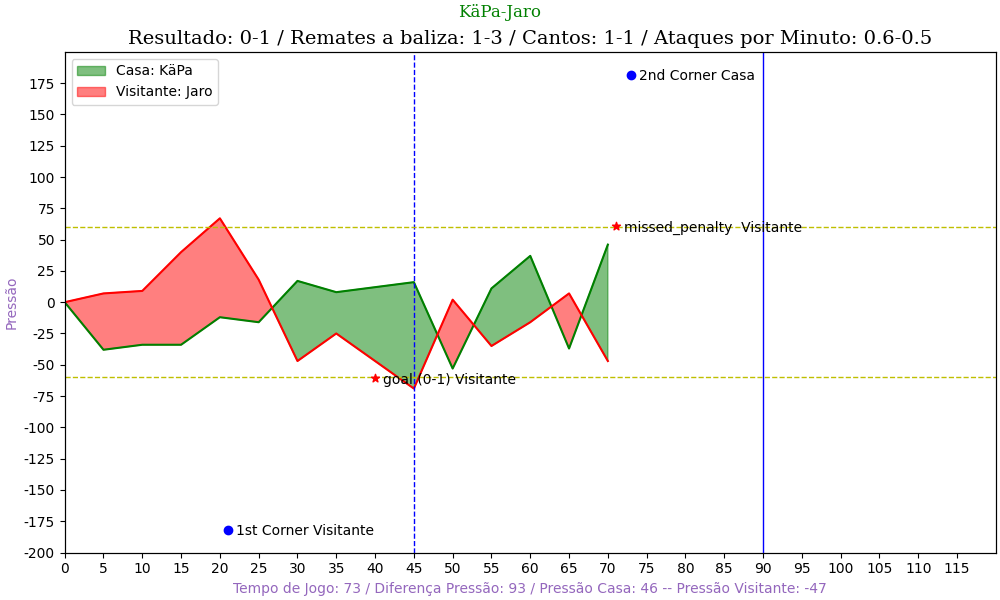 KäPa-Jaro
Resultado: 0-1 / Remates a baliza: 1-3 / Cantos: 1-1 / Ataques por Minuto: 0.6-0.5
Casa: KäPa
Visitante: Jaro
2nd Corner Casa
missed_penalty  Visitante
goal (0-1) Visitante
1st Corner Visitante
Pressão
175
150
125
100
75
50
25
0
-25
-50
-75
-100
-125
-150
-175
-200
0 5 10 15 20 25 30 35 40 45 50 55 60 65 70 75 80 85 90 95 100 105 110 115
Tempo de Jogo: 73 / Diferença Pressão: 93 / Pressão Casa: 46 -- Pressão Visitante: -47